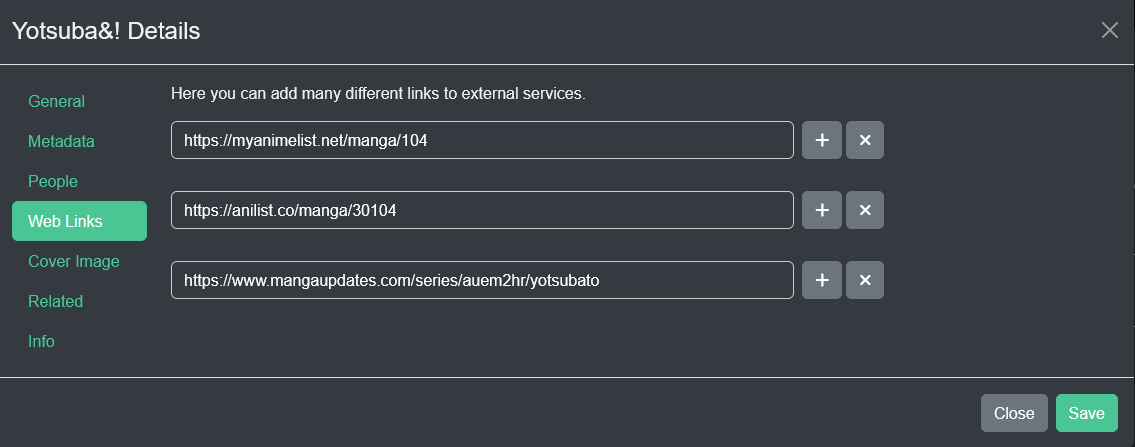 Yotsuba&! Details
General
Metadata
People
Web Links
Cover Image
Related
Info
Here you can add many different links to external services.
https://myanimelist.net/manga/104
https://anilist.co/manga/30104
https://www.mangaupdates.com/series/auem2hr/yotsubato
Close
Save